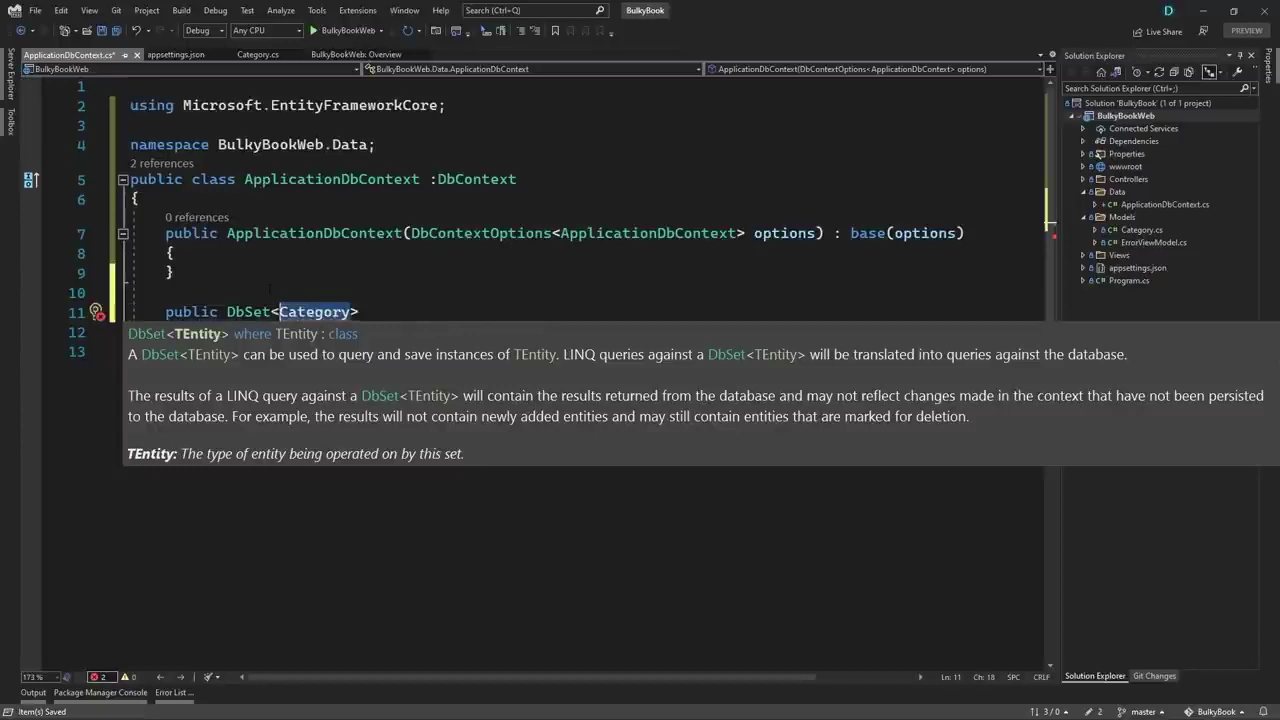 File Edit View Git Project Build Debug Test Analyze Tools Extensions Window Help Search (Ctrl+Q) BulkyBook D
Debug Any CPU BulkyBookWeb Live Share PREVIEW
ApplicationDbContext.cs* appsettings.json Category.cs BulkyBookWeb: Overview
BulkyBookWeb BulkyBookWeb.Data.ApplicationDbContext ApplicationDbContext(DbContextOptions<ApplicationDbContext> options)
Server Explorer
Toolbox
1
2 using Microsoft.EntityFrameworkCore;
3
4 namespace BulkyBookWeb.Data;
2 references
5 public class ApplicationDbContext :DbContext
6 {
0 references
7 public ApplicationDbContext(DbContextOptions<ApplicationDbContext> options) : base(options)
8 {
9 }
10
11 public DbSet<Category>
12
13
DbSet<TEntity> where TEntity : class
A DbSet<TEntity> can be used to query and save instances of TEntity. LINQ queries against a DbSet<TEntity> will be translated into queries against the database.
The results of a LINQ query against a DbSet<TEntity> will contain the results returned from the database and may not reflect changes made in the context that have not been persisted
to the database. For example, the results will not contain newly added entities and may still contain entities that are marked for deletion.
TEntity: The type of entity being operated on by this set.
Solution Explorer
Search Solution Explorer (Ctrl+;)
Solution 'BulkyBook' (1 of 1 project)
BulkyBookWeb
Connected Services
Dependencies
Properties
wwwroot
Controllers
Data
ApplicationDbContext.cs
Models
Category.cs
ErrorViewModel.cs
Views
appsettings.json
Program.cs
Properties
173 % 2 0 Ln: 11 Ch: 18 SPC CRLF
Solution Explorer Git Changes
Output Package Manager Console Error List ...
Item(s) Saved 3 / 0 2 master BulkyBook